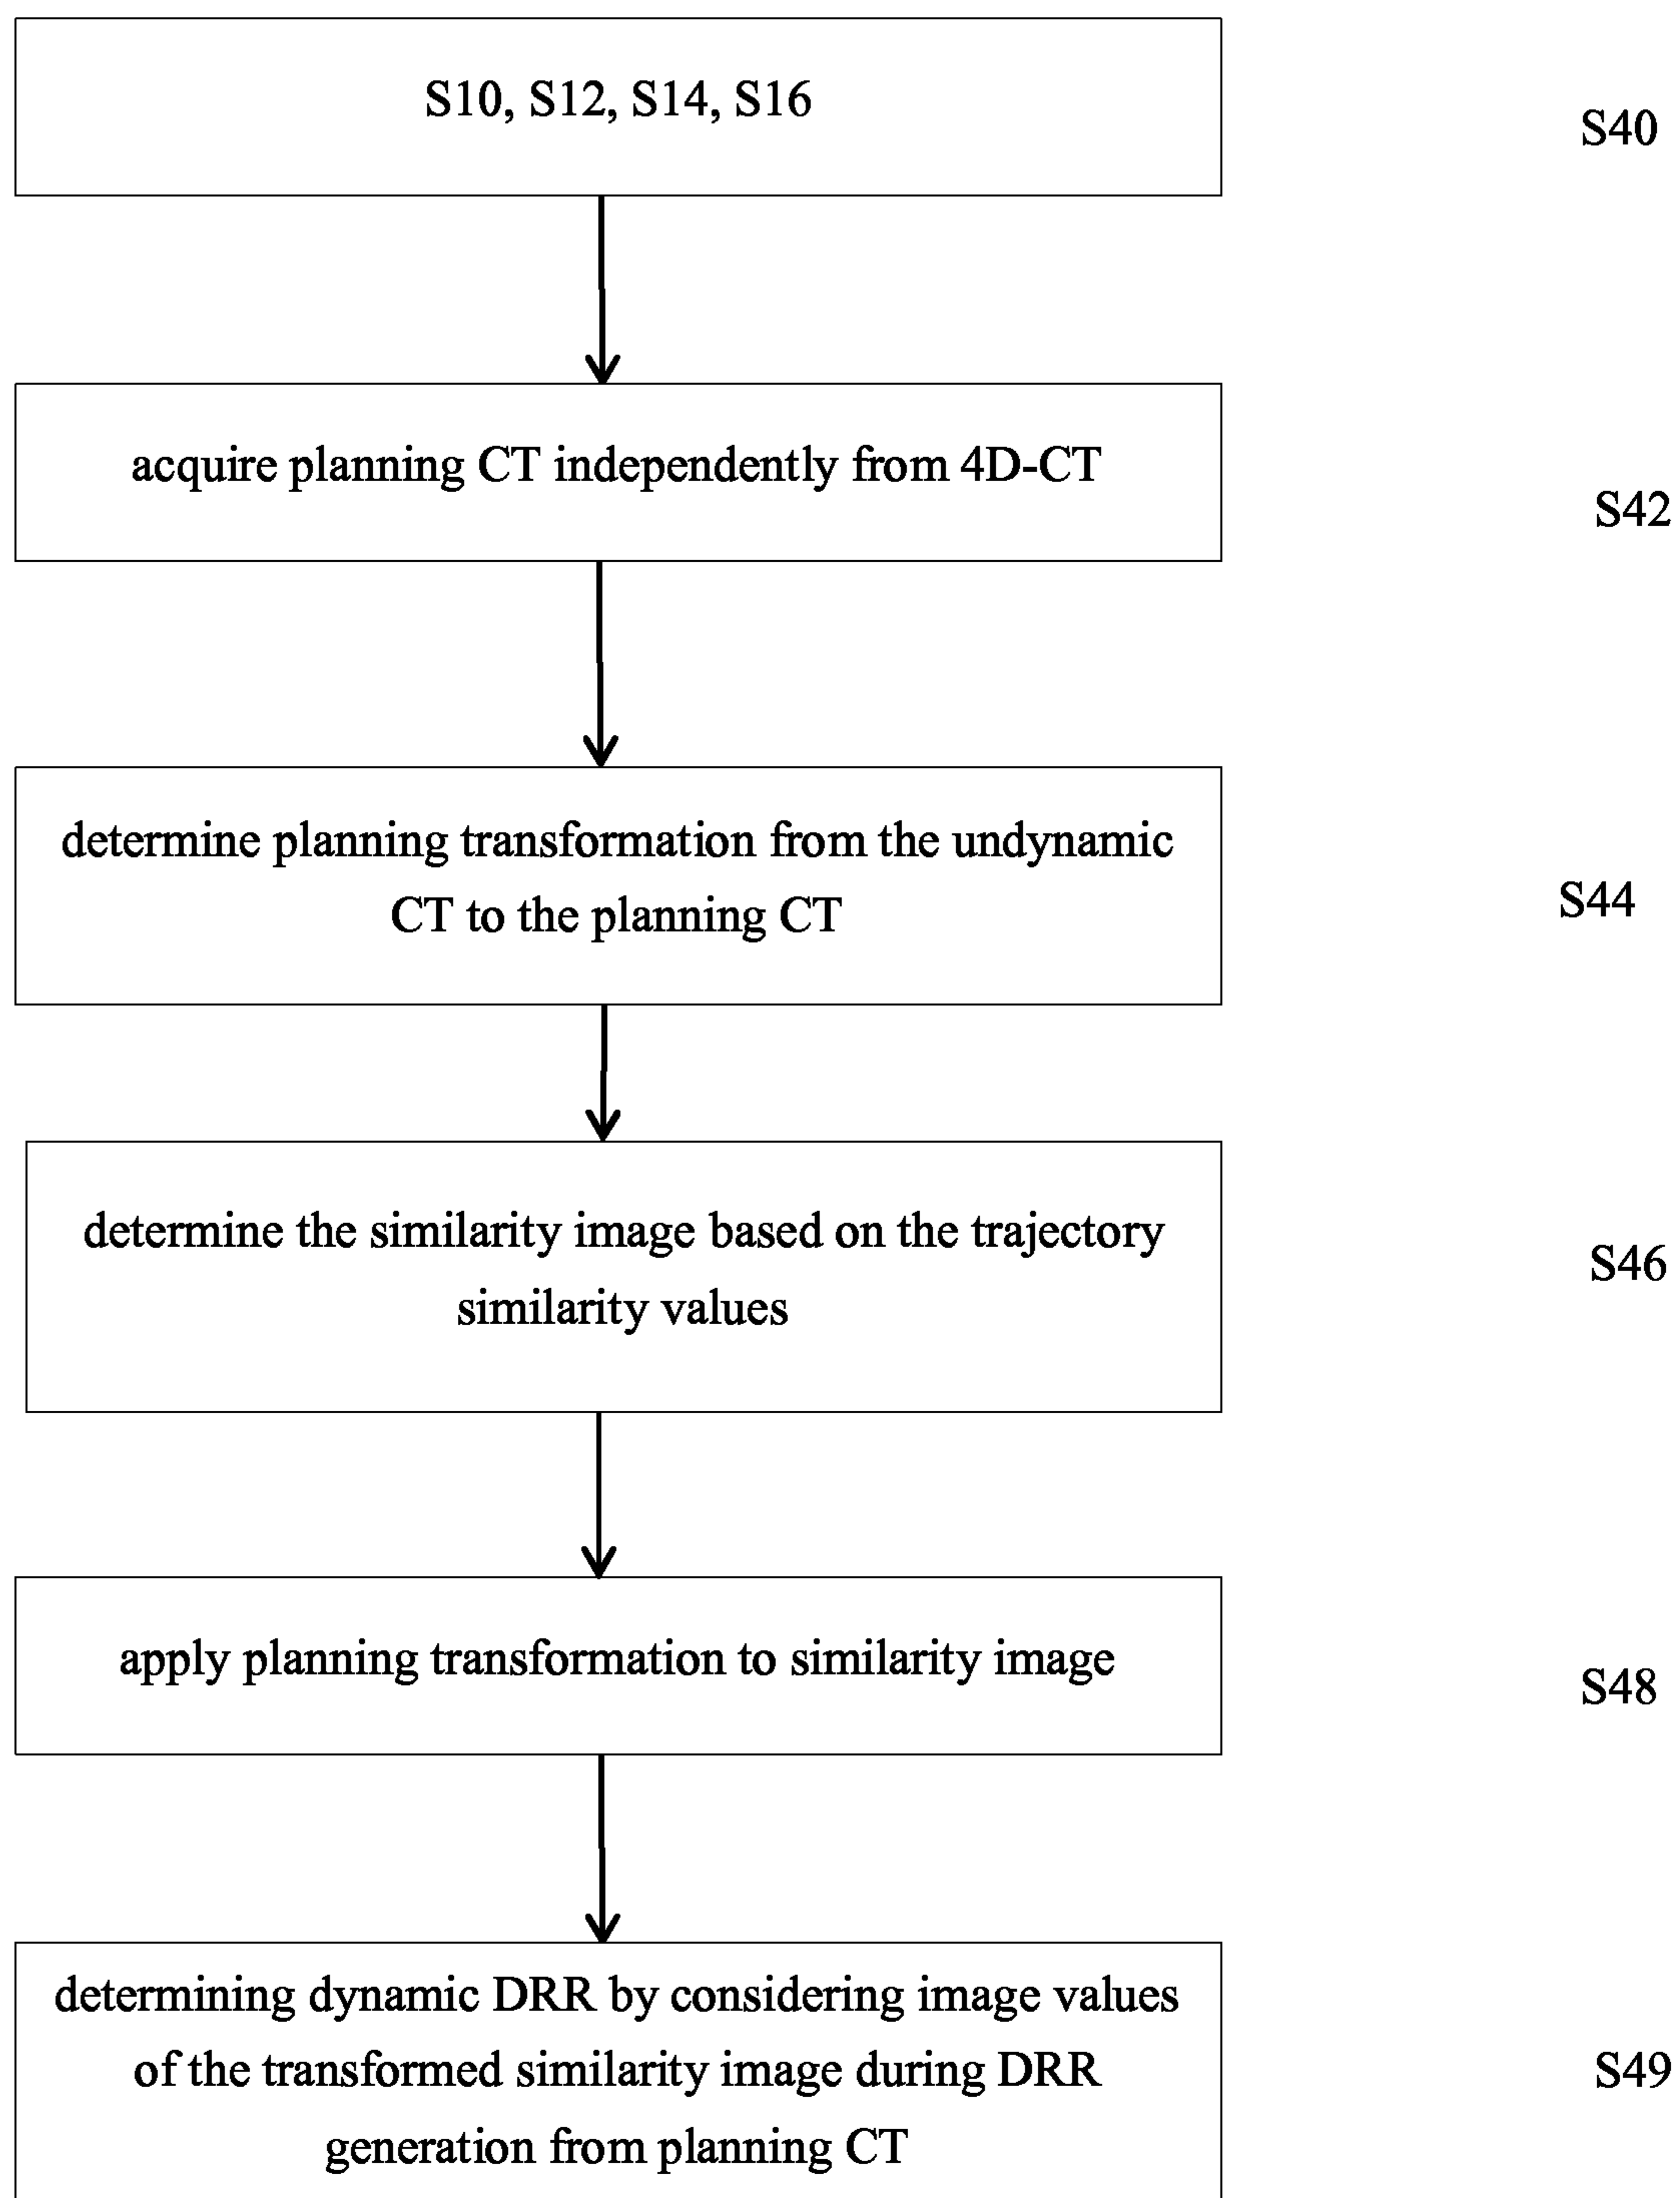 S10, S12, S14, S16
S40
acquire planning CT independently from 4D-CT
S42
determine planning transformation from the undynamic
CT to the planning CT
S44
determine the similarity image based on the trajectory
similarity values
S46
apply planning transformation to similarity image
S48
determining dynamic DRR by considering image values
of the transformed similarity image during DRR
generation from planning CT
S49